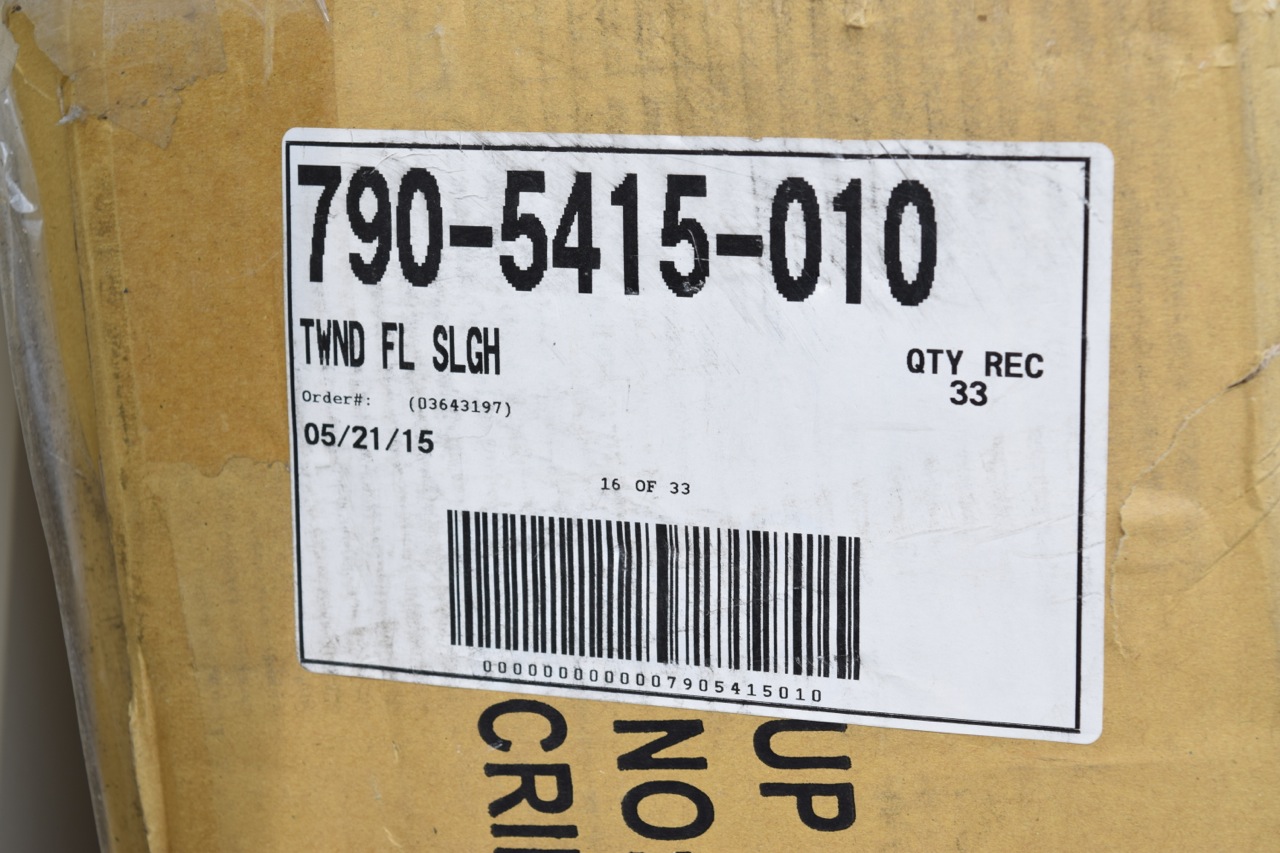 790-5415-010
TWND FL SLGH
QTY REC
33
Order#: (03643197)
05/21/15
16 OF 33
0000000000007905415010
UP
NO
CRI